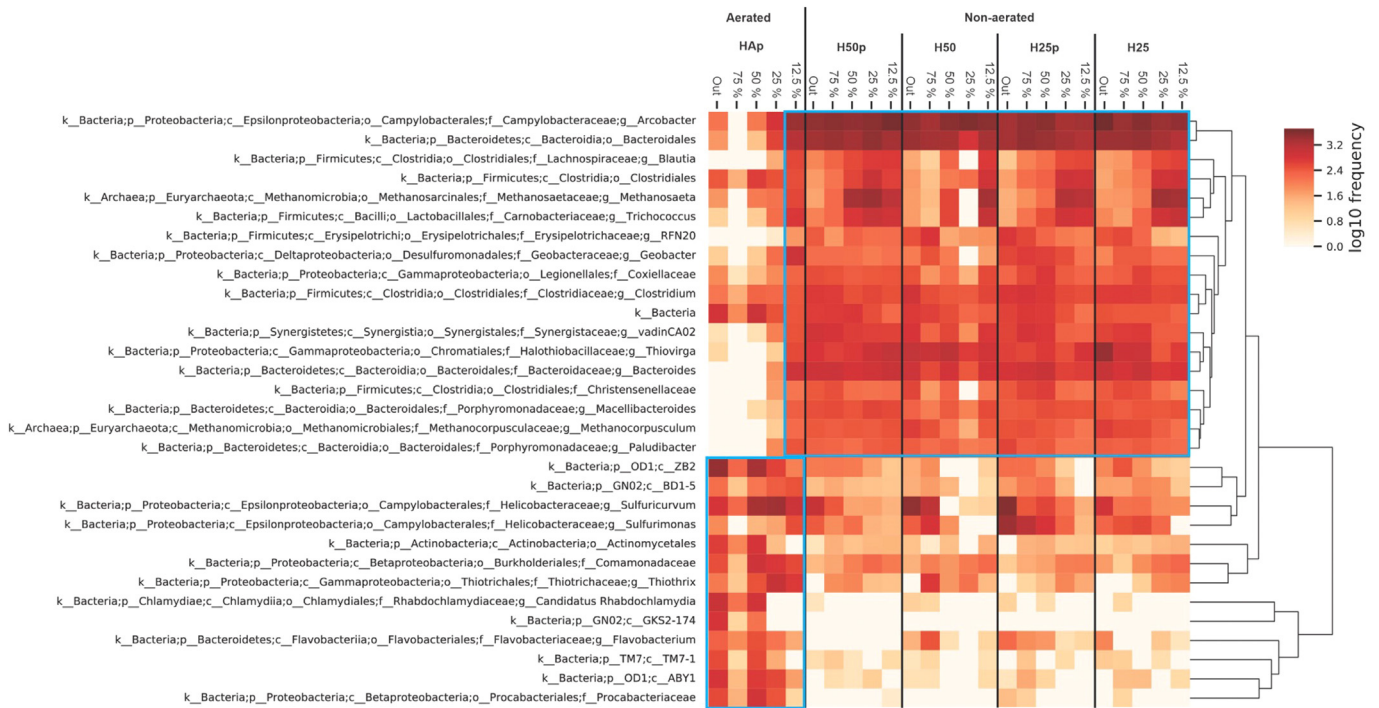 Aerated
Non-aerated
HAp
H50p
H50
H25p
H25
Out
75 %
50 %
25 %
12.5 %
Out
75 %
50 %
25 %
12.5 %
Out
75 %
50 %
25 %
12.5 %
Out
75 %
50 %
25 %
12.5 %
Out
75 %
50 %
25 %
12.5 %
k__Bacteria;p__Proteobacteria;c__Epsilonproteobacteria;o__Campylobacterales;f__Campylobacteraceae;g__Arcobacter
k__Bacteria;p__Bacteroidetes;c__Bacteroidia;o__Bacteroidales
k__Bacteria;p__Firmicutes;c__Clostridia;o__Clostridiales;f__Lachnospiraceae;g__Blautia
k__Bacteria;p__Firmicutes;c__Clostridia;o__Clostridiales
k__Archaea;p__Euryarchaeota;c__Methanomicrobia;o__Methanosarcinales;f__Methanosaetaceae;g__Methanosaeta
k__Bacteria;p__Firmicutes;c__Bacilli;o__Lactobacillales;f__Carnobacteriaceae;g__Trichococcus
k__Bacteria;p__Firmicutes;c__Erysipelotrichi;o__Erysipelotrichales;f__Erysipelotrichaceae;g__RFN20
k__Bacteria;p__Proteobacteria;c__Deltaproteobacteria;o__Desulfuromonadales;f__Geobacteraceae;g__Geobacter
k__Bacteria;p__Proteobacteria;c__Gammaproteobacteria;o__Legionellales;f__Coxiellaceae
k__Bacteria;p__Firmicutes;c__Clostridia;o__Clostridiales;f__Clostridiaceae;g__Clostridium
k__Bacteria
k__Bacteria;p__Synergistetes;c__Synergistia;o__Synergistales;f__Synergistaceae;g__vadinCA02
k__Bacteria;p__Proteobacteria;c__Gammaproteobacteria;o__Chromatiales;f__Halothiobacillaceae;g__Thiovirga
k__Bacteria;p__Bacteroidetes;c__Bacteroidia;o__Bacteroidales;f__Bacteroidaceae;g__Bacteroides
k__Bacteria;p__Firmicutes;c__Clostridia;o__Clostridiales;f__Christensenellaceae
k__Bacteria;p__Bacteroidetes;c__Bacteroidia;o__Bacteroidales;f__Porphyromonadaceae;g__Macellibacteroides
k__Archaea;p__Euryarchaeota;c__Methanomicrobia;o__Methanomicrobiales;f__Methanocorpusculaceae;g__Methanocorpusculum
k__Bacteria;p__Bacteroidetes;c__Bacteroidia;o__Bacteroidales;f__Porphyromonadaceae;g__Paludibacter
k__Bacteria;p__OD1;c__ZB2
k__Bacteria;p__GN02;c__BD1-5
k__Bacteria;p__Proteobacteria;c__Epsilonproteobacteria;o__Campylobacterales;f__Helicobacteraceae;g__Sulfuricurvum
k__Bacteria;p__Proteobacteria;c__Epsilonproteobacteria;o__Campylobacterales;f__Helicobacteraceae;g__Sulfurimonas
k__Bacteria;p__Actinobacteria;c__Actinobacteria;o__Actinomycetales
k__Bacteria;p__Proteobacteria;c__Betaproteobacteria;o__Burkholderiales;f__Comamonadaceae
k__Bacteria;p__Proteobacteria;c__Gammaproteobacteria;o__Thiotrichales;f__Thiotrichaceae;g__Thiothrix
k__Bacteria;p__Chlamydiae;c__Chlamydiia;o__Chlamydiales;f__Rhabdochlamydiaceae;g__Candidatus Rhabdochlamydia
k__Bacteria;p__GN02;c__GKS2-174
k__Bacteria;p__Bacteroidetes;c__Flavobacteriia;o__Flavobacteriales;f__Flavobacteriaceae;g__Flavobacterium
k__Bacteria;p__TM7;c__TM7-1
k__Bacteria;p__OD1;c__ABY1
k__Bacteria;p__Proteobacteria;c__Betaproteobacteria;o__Procabacteriales;f__Procabacteriaceae
3.2
2.4
1.6
0.8
0.0
log10 frequency